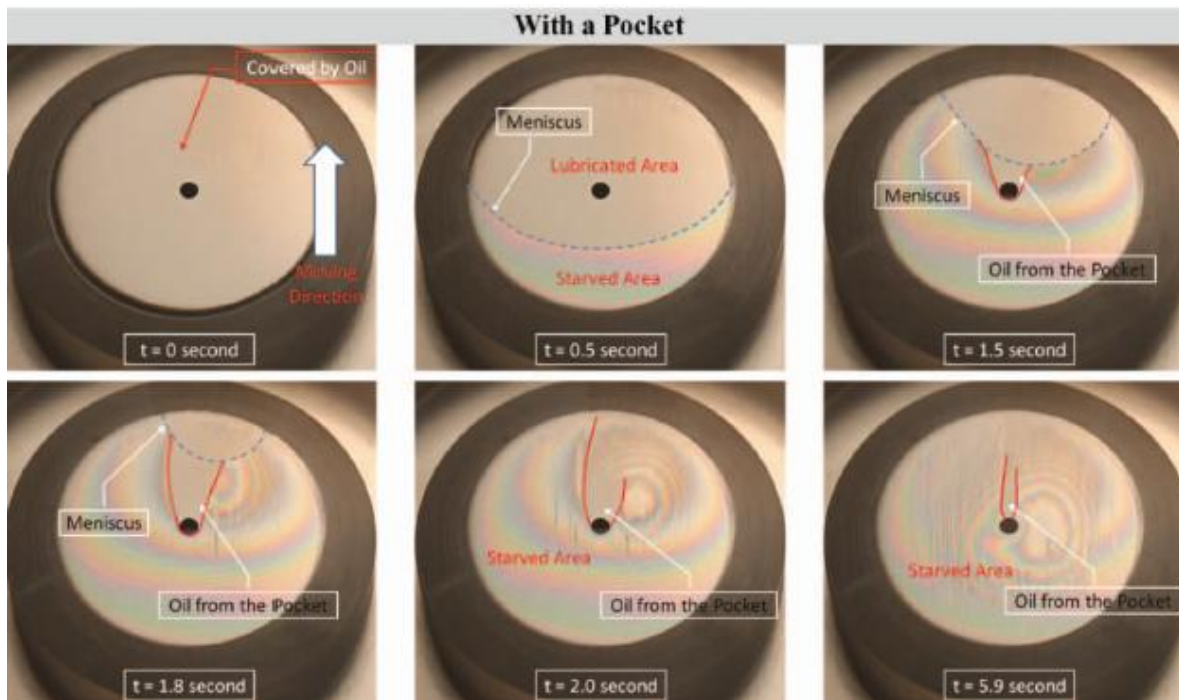 With a Pocket
Covered by Oil
Moving
Direction
t = 0 second
Meniscus
Lubricated Area
Starved Area
t = 0.5 second
Meniscus
Oil from the Pocket
t = 1.5 second
Meniscus
Oil from the Pocket
t = 1.8 second
Starved Area
Oil from the Pocket
t = 2.0 second
Starved Area
Oil from the Pocket
t = 5.9 second